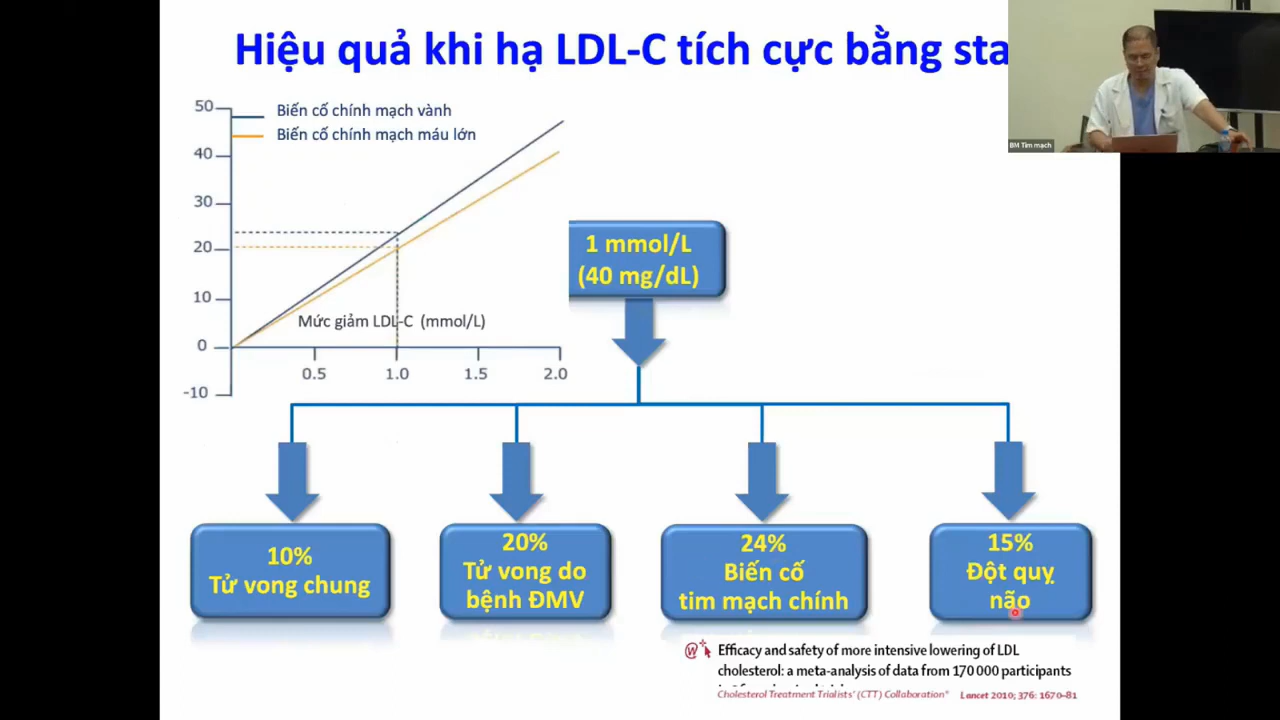 Hiệu quả khi hạ LDL-C tích cực bằng sta
BM Tim mạch
50
40
30
20
10
0
-10
Biến cố chính mạch vành
Biến cố chính mạch máu lớn
Mức giảm LDL-C (mmol/L)
0.5 1.0 1.5 2.0
1 mmol/L
(40 mg/dL)
10%
Tử vong chung
20%
Tử vong do
bệnh ĐMV
24%
Biến cố
tim mạch chính
15%
Đột quỵ
não
Efficacy and safety of more intensive lowering of LDL
cholesterol: a meta-analysis of data from 170 000 participants
Cholesterol Treatment Trialists' (CTT) Collaboration*
Lancet 2010; 376: 1670–81